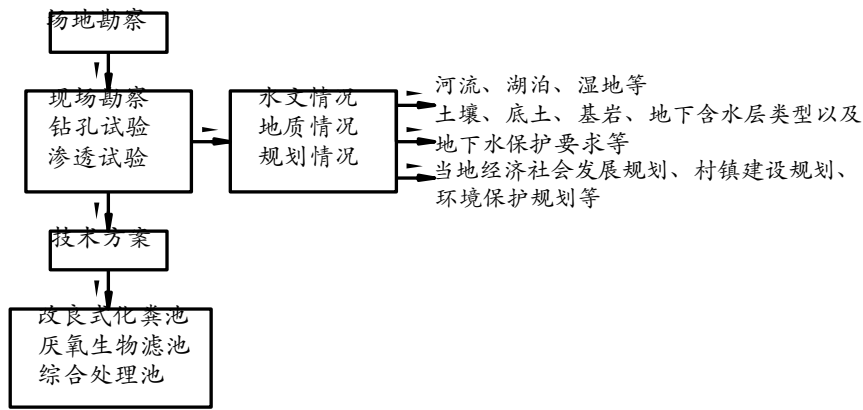 场地勘察
现场勘察
钻孔试验
渗透试验
水文情况
地质情况
规划情况
河流、湖泊、湿地等
土壤、底土、基岩、地下含水层类型以及
地下水保护要求等
当地经济社会发展规划、村镇建设规划、
环境保护规划等
技术方案
改良式化粪池
厌氧生物滤池
综合处理池